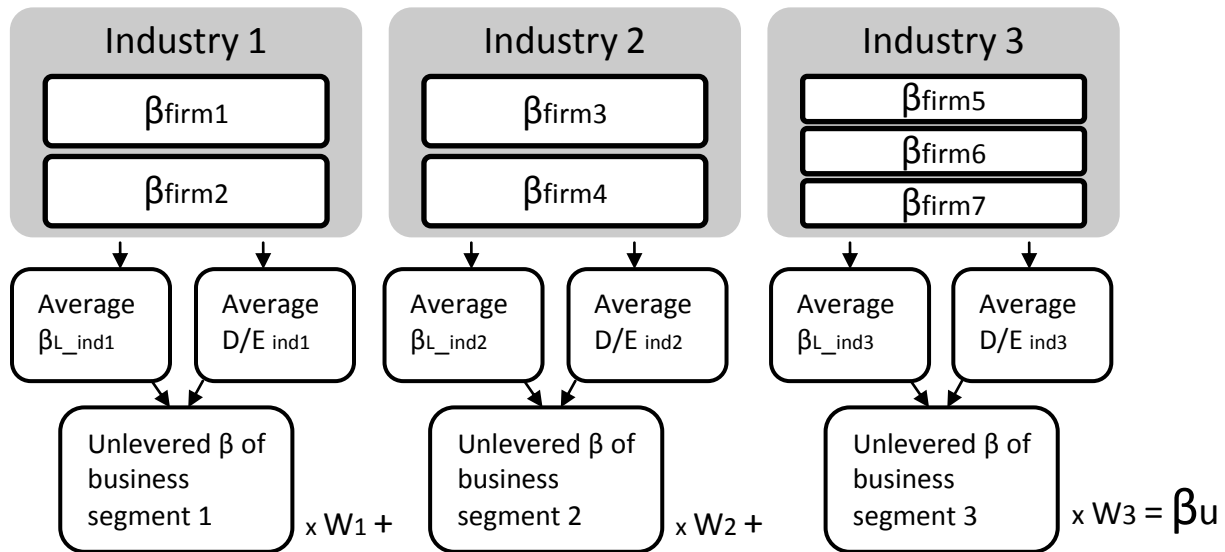 Industry 1
βfirm1
βfirm2
Industry 2
βfirm3
βfirm4
Industry 3
βfirm5
βfirm6
βfirm7
Average
βL_ind1
Average
D/E ind1
Average
βL_ind2
Average
D/E ind2
Average
βL_ind3
Average
D/E ind3
Unlevered β of
business
segment 1
x W1 +
Unlevered β of
business
segment 2
x W2 +
Unlevered β of
business
segment 3
x W3 = βu